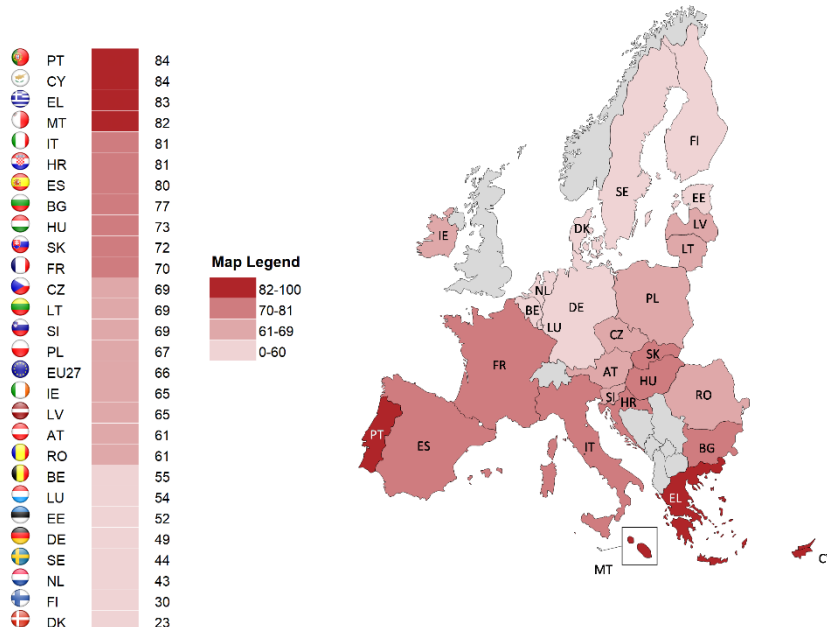 PT 84
CY 84
EL 83
MT 82
IT 81
HR 81
ES 80
BG 77
HU 73
SK 72
FR 70
CZ 69
LT 69
SI 69
PL 67
EU27 66
IE 65
LV 65
AT 61
RO 61
BE 55
LU 54
EE 52
DE 49
SE 44
NL 43
FI 30
DK 23
Map Legend
82-100
70-81
61-69
0-60
FI
SE
EE
LV
LT
DK
IE
NL
BE
DE
LU
PL
CZ
SK
FR
AT
HU
SI
HR
RO
PT
ES
IT
BG
EL
MT
CY